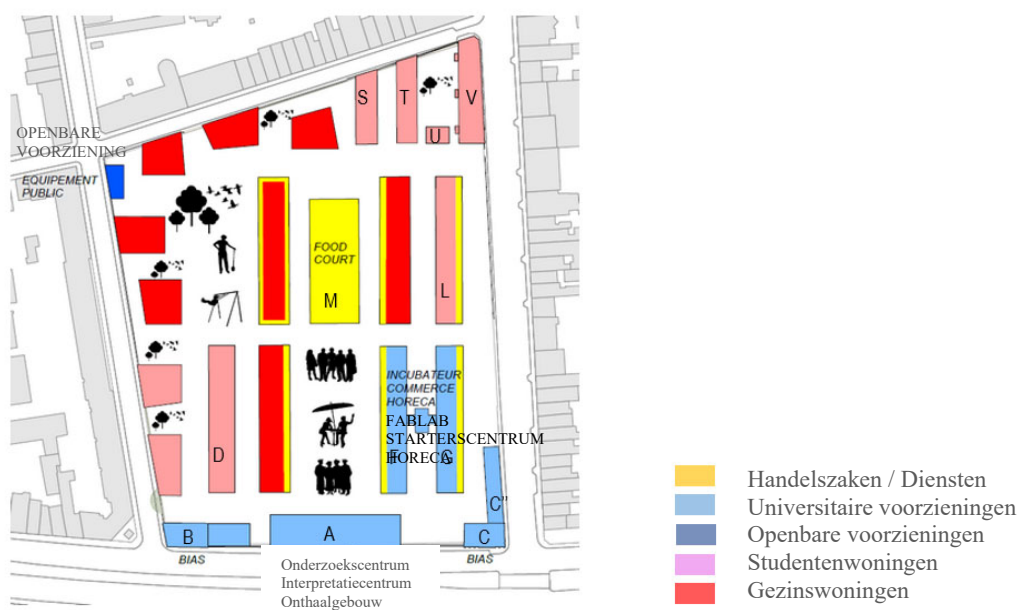 S
T
V
U
OPENBARE
VOORZIENING
EQUIPEMENT
PUBLIC
FOOD
COURT
M
L
INCUBATEUR
COMMERCE
HORECA
FABLAB
STARTERSCENTRUM
HORECA
F
G
D
C"
B
A
C
BIAS
BIAS
Onderzoekscentrum
Interpretatiecentrum
Onthaalgebouw
Handelszaken / Diensten
Universitaire voorzieningen
Openbare voorzieningen
Studentenwoningen
Gezinswoningen